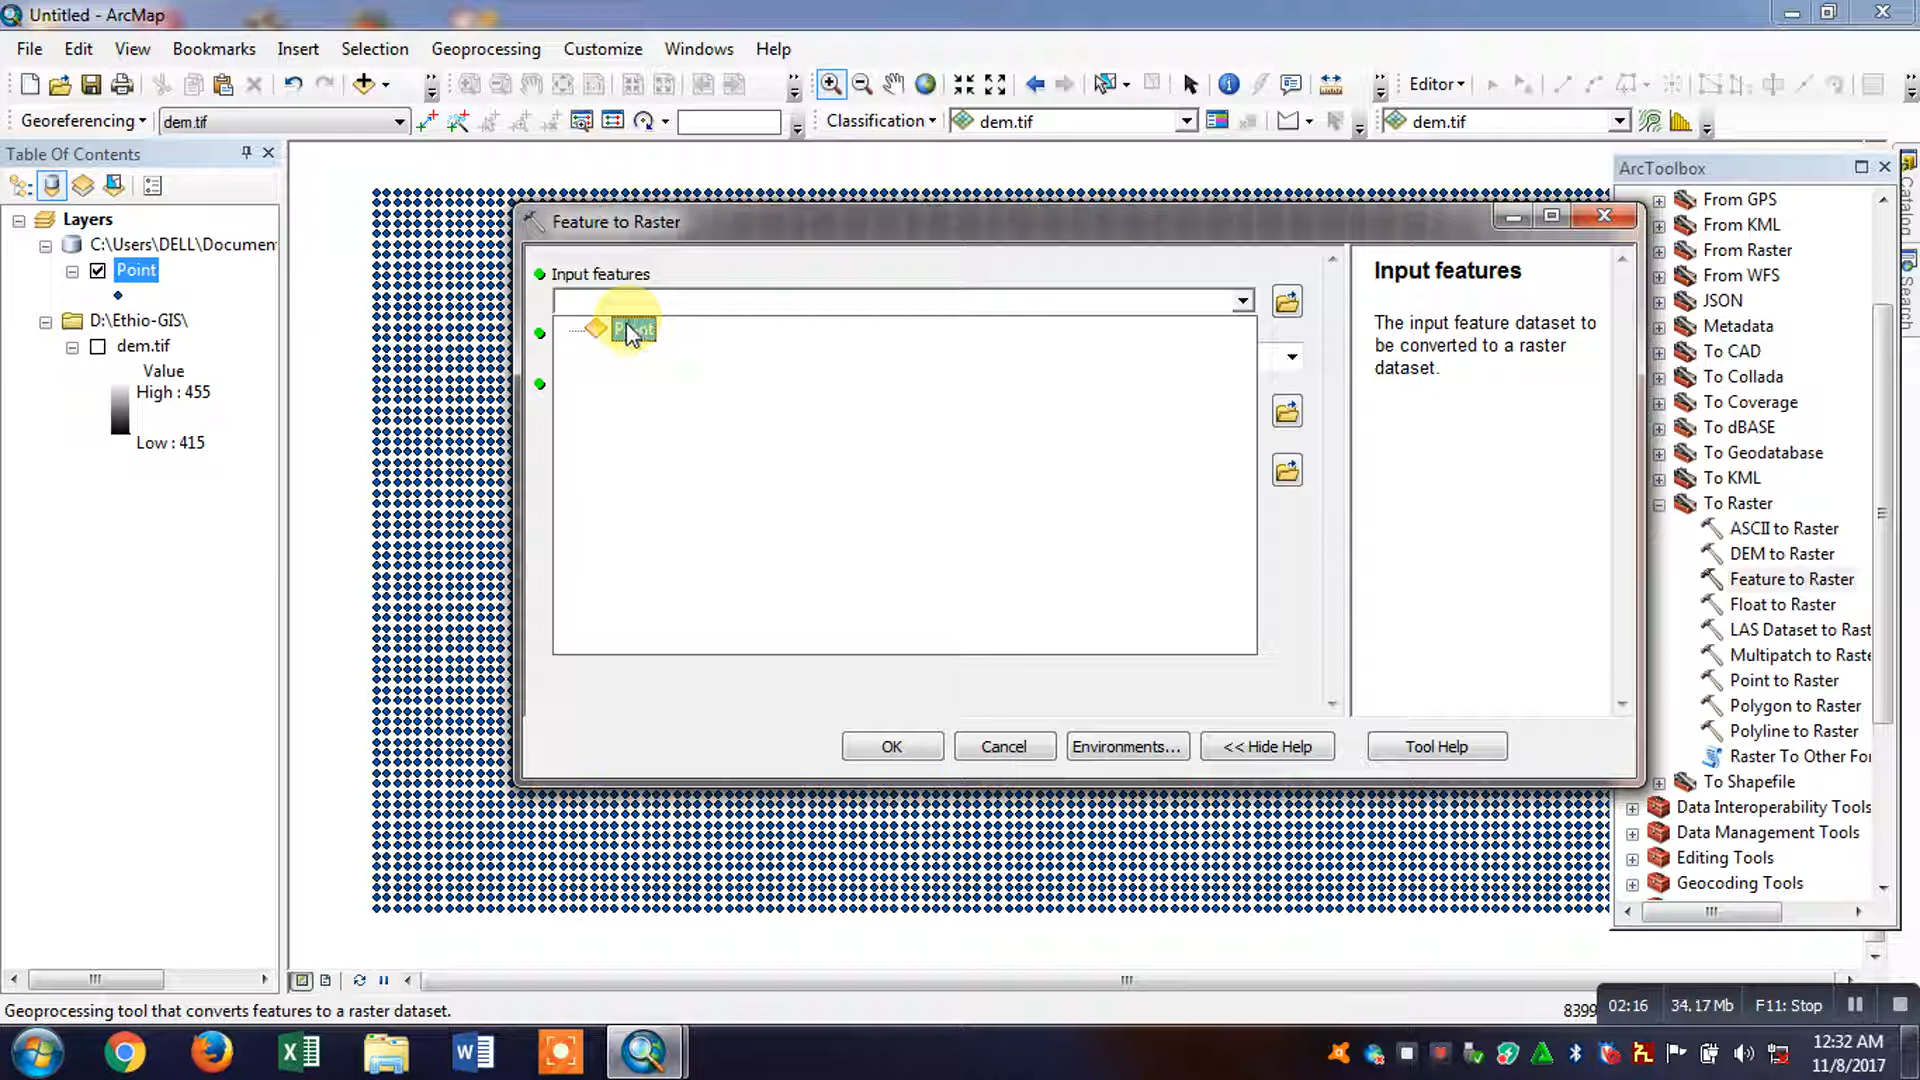 Untitled - ArcMap
File Edit View Bookmarks Insert Selection Geoprocessing Customize Windows Help
Editor
Georeferencing dem.tif Classification dem.tif dem.tif
Table Of Contents
Layers
C:\Users\DELL\Documen
Point
D:\Ethio-GIS\
dem.tif
Value
High : 455
Low : 415
Feature to Raster
Input features
Point
Input features
The input feature dataset to
be converted to a raster
dataset.
OK Cancel Environments... << Hide Help Tool Help
ArcToolbox
From GPS
From KML
From Raster
From WFS
JSON
Metadata
To CAD
To Collada
To Coverage
To dBASE
To Geodatabase
To KML
To Raster
ASCII to Raster
DEM to Raster
Feature to Raster
Float to Raster
LAS Dataset to Rast
Multipatch to Raste
Point to Raster
Polygon to Raster
Polyline to Raster
Raster To Other For
To Shapefile
Data Interoperability Tools
Data Management Tools
Editing Tools
Geocoding Tools
Catalog
Search
Geoprocessing tool that converts features to a raster dataset.
8399
02:16 34.17 Mb F11: Stop
12:32 AM
11/8/2017